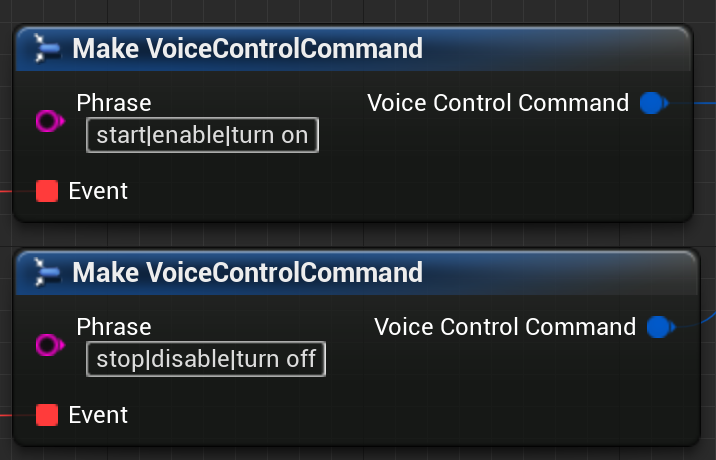 Make VoiceControlCommand
Phrase
Voice Control Command
start|enable|turn on
Event
Make VoiceControlCommand
Phrase
Voice Control Command
stop|disable|turn off
Event